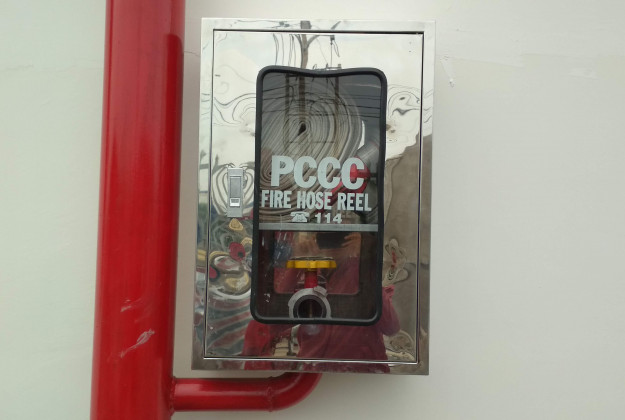 PCCC
FIRE HOSE REEL
☎ 114